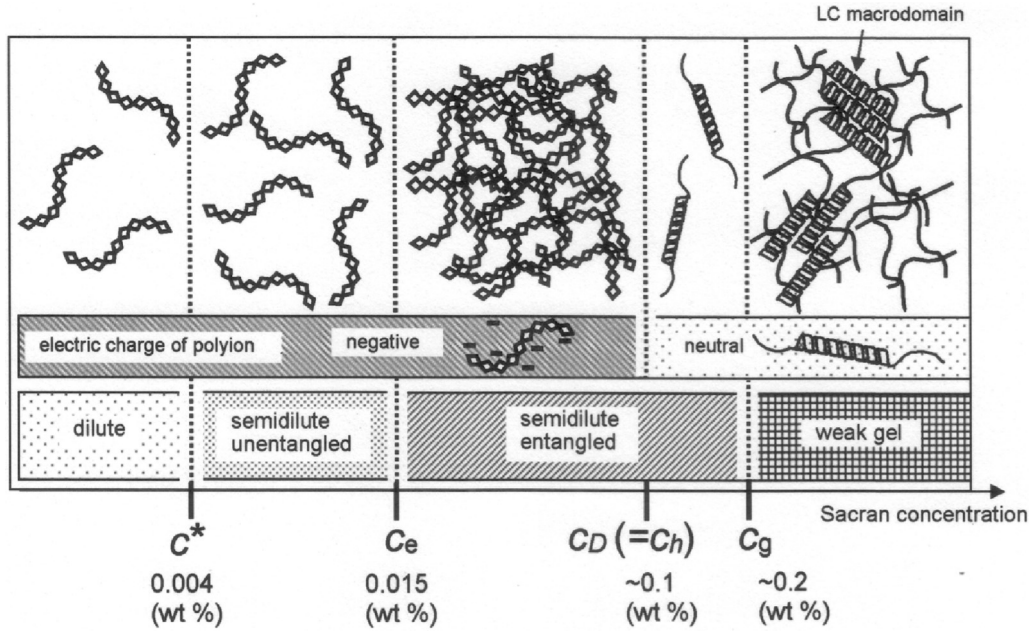 LC macrodomain
electric charge of polyion
negative
neutral
dilute
semidilute
unentangled
semidilute
entangled
weak gel
Sacran concentration
C*
Ce
CD (=Ch)
Cg
0.004
(wt %)
0.015
(wt %)
~0.1
(wt %)
~0.2
(wt %)